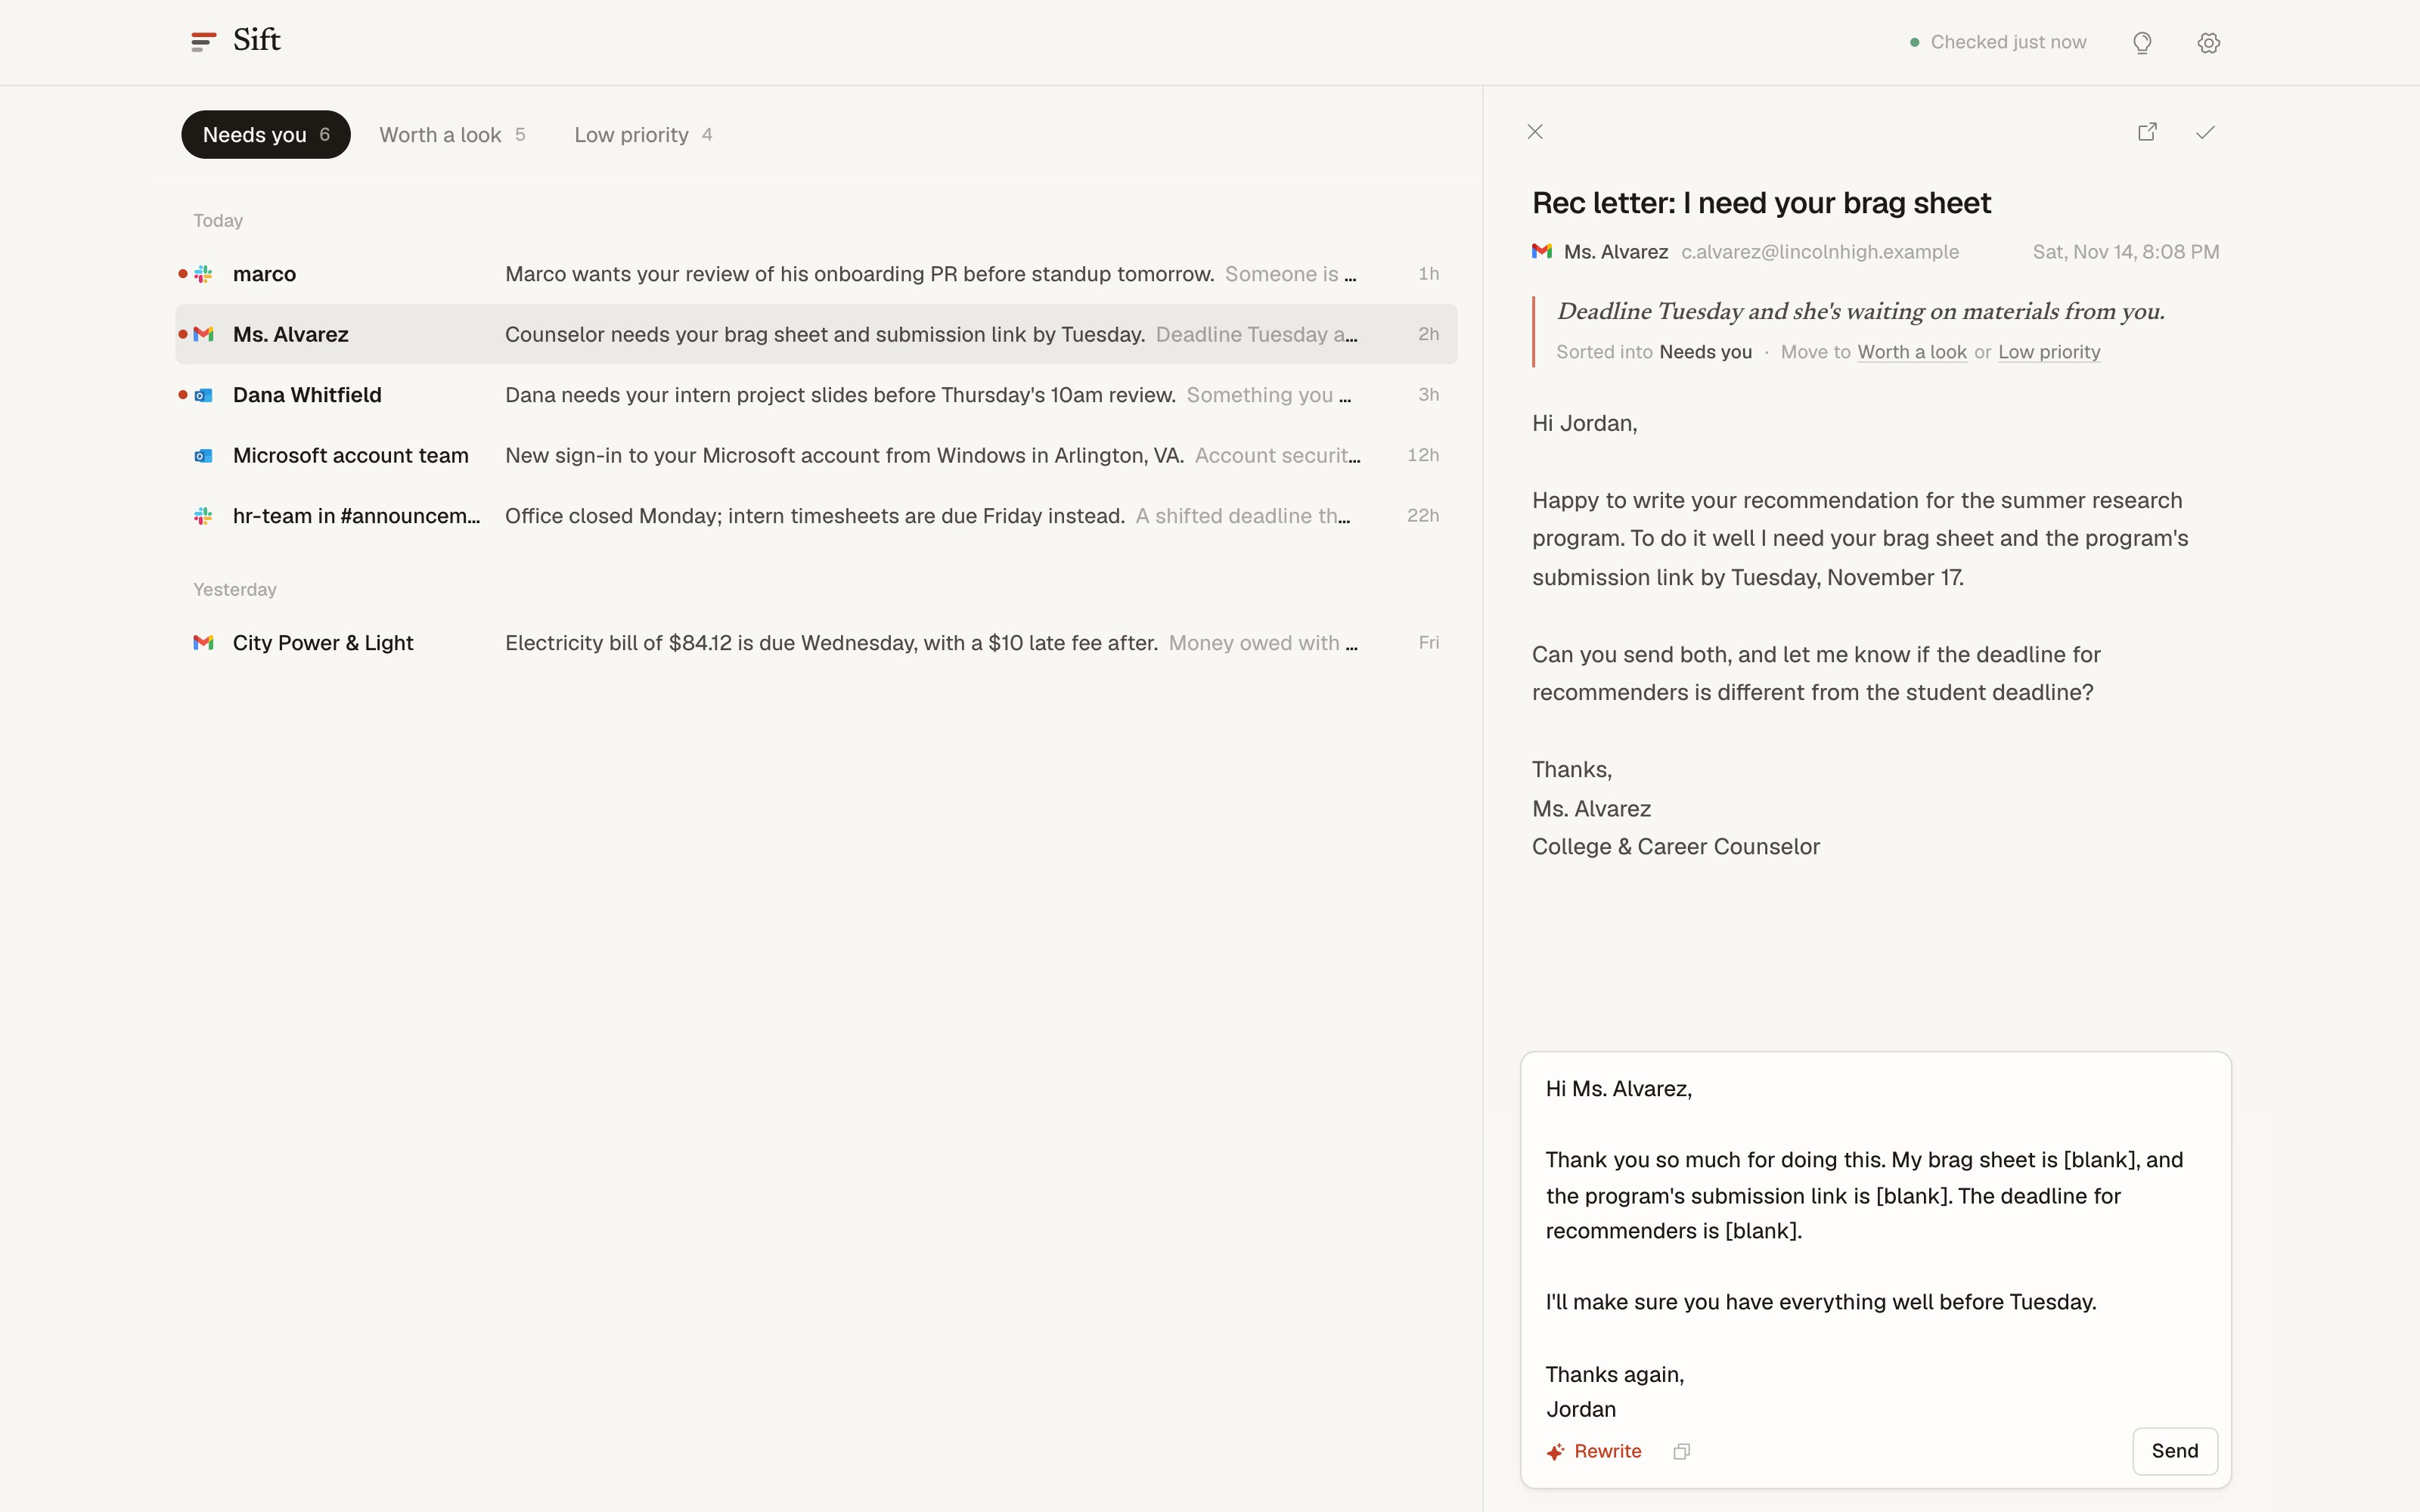 Sift
Checked just now
Needs you 6
Worth a look 5
Low priority 4
Today
marco Marco wants your review of his onboarding PR before standup tomorrow. Someone is ... 1h
Ms. Alvarez Counselor needs your brag sheet and submission link by Tuesday. Deadline Tuesday a... 2h
Dana Whitfield Dana needs your intern project slides before Thursday's 10am review. Something you ... 3h
Microsoft account team New sign-in to your Microsoft account from Windows in Arlington, VA. Account securit... 12h
hr-team in #announcem... Office closed Monday; intern timesheets are due Friday instead. A shifted deadline th... 22h
Yesterday
City Power & Light Electricity bill of $84.12 is due Wednesday, with a $10 late fee after. Money owed with ... Fri
Rec letter: I need your brag sheet
Ms. Alvarez c.alvarez@lincolnhigh.example Sat, Nov 14, 8:08 PM
Deadline Tuesday and she's waiting on materials from you.
Sorted into Needs you · Move to Worth a look or Low priority
Hi Jordan,
Happy to write your recommendation for the summer research
program. To do it well I need your brag sheet and the program's
submission link by Tuesday, November 17.
Can you send both, and let me know if the deadline for
recommenders is different from the student deadline?
Thanks,
Ms. Alvarez
College & Career Counselor
Hi Ms. Alvarez,
Thank you so much for doing this. My brag sheet is [blank], and
the program's submission link is [blank]. The deadline for
recommenders is [blank].
I'll make sure you have everything well before Tuesday.
Thanks again,
Jordan
Rewrite
Send